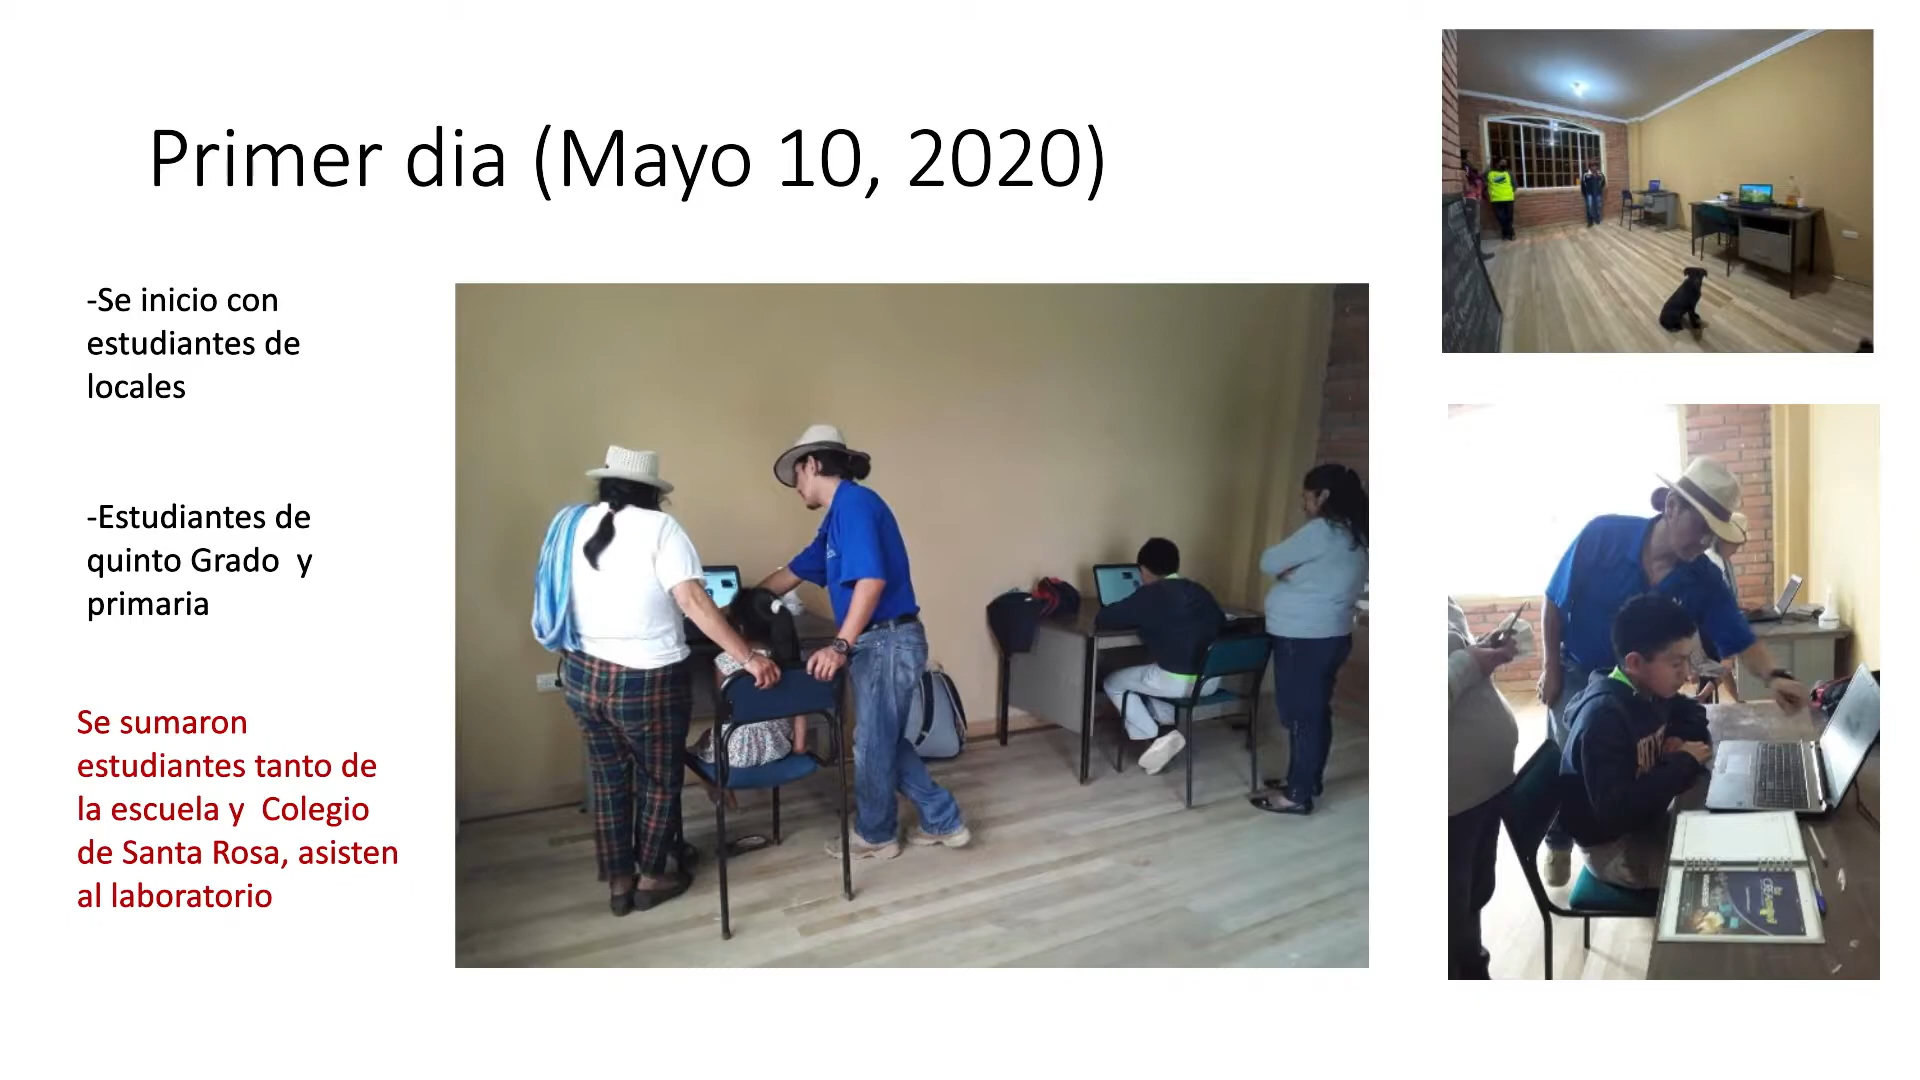 Primer dia (Mayo 10, 2020)
-Se inicio con
estudiantes de
locales
-Estudiantes de
quinto Grado y
primaria
Se sumaron
estudiantes tanto de
la escuela y Colegio
de Santa Rosa, asisten
al laboratorio